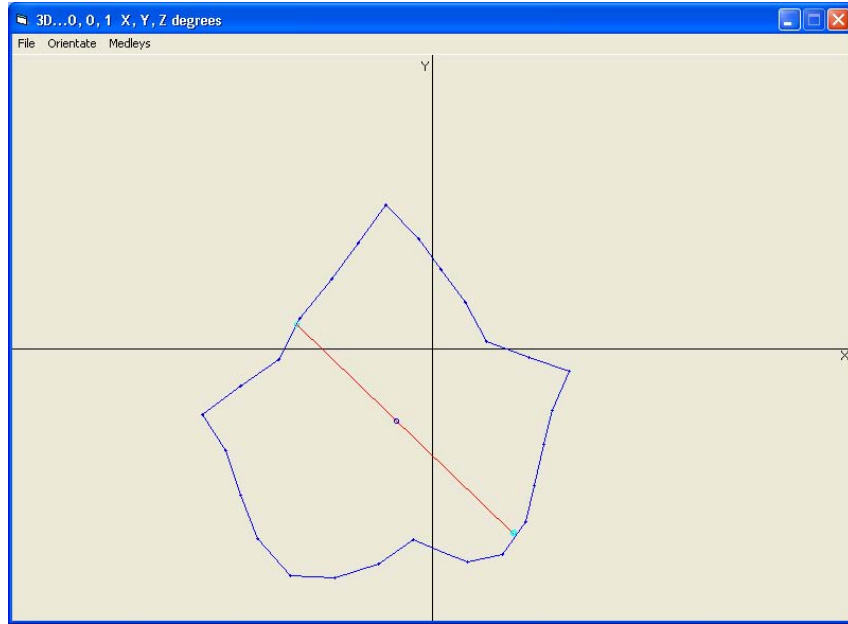 3D...0, 0, 1 X, Y, Z degrees
File Orientate Medleys
Y
X